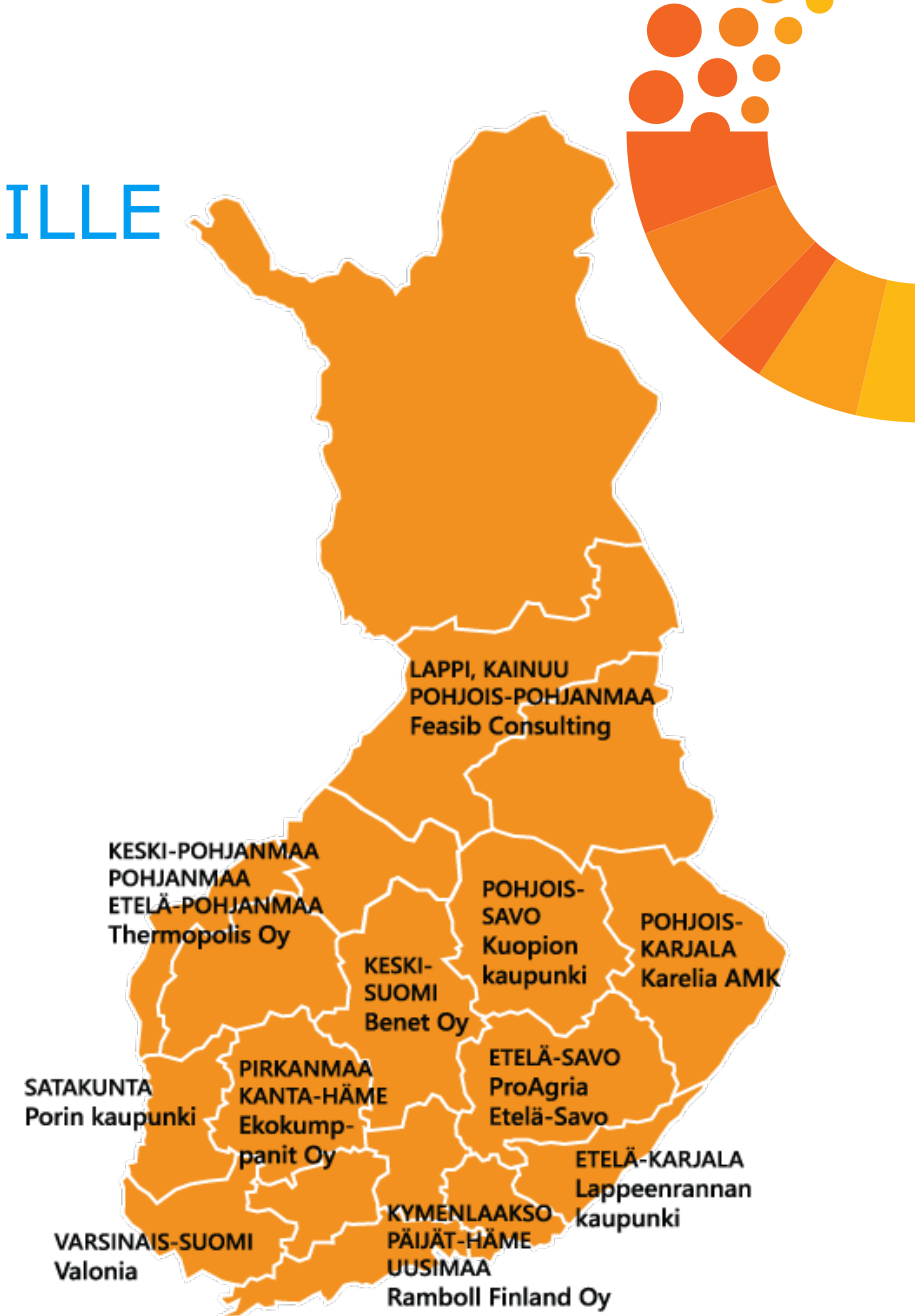 ILLE
LAPPI, KAINUU
POHJOIS-POHJANMAA
Feasib Consulting
KESKI-POHJANMAA
POHJANMAA
ETELÄ-POHJANMAA
Thermopolis Oy
POHJOIS-
SAVO
Kuopion
kaupunki
POHJOIS-
KARJALA
Karelia AMK
KESKI-
SUOMI
Benet Oy
ETELÄ-SAVO
ProAgria
Etelä-Savo
PIRKANMAA
KANTA-HÄME
Ekokump-
panit Oy
SATAKUNTA
Porin kaupunki
ETELÄ-KARJALA
Lappeenrannan
kaupunki
KYMENLAAKSO
PÄIJÄT-HÄME
UUSIMAA
Ramboll Finland Oy
VARSINAIS-SUOMI
Valonia